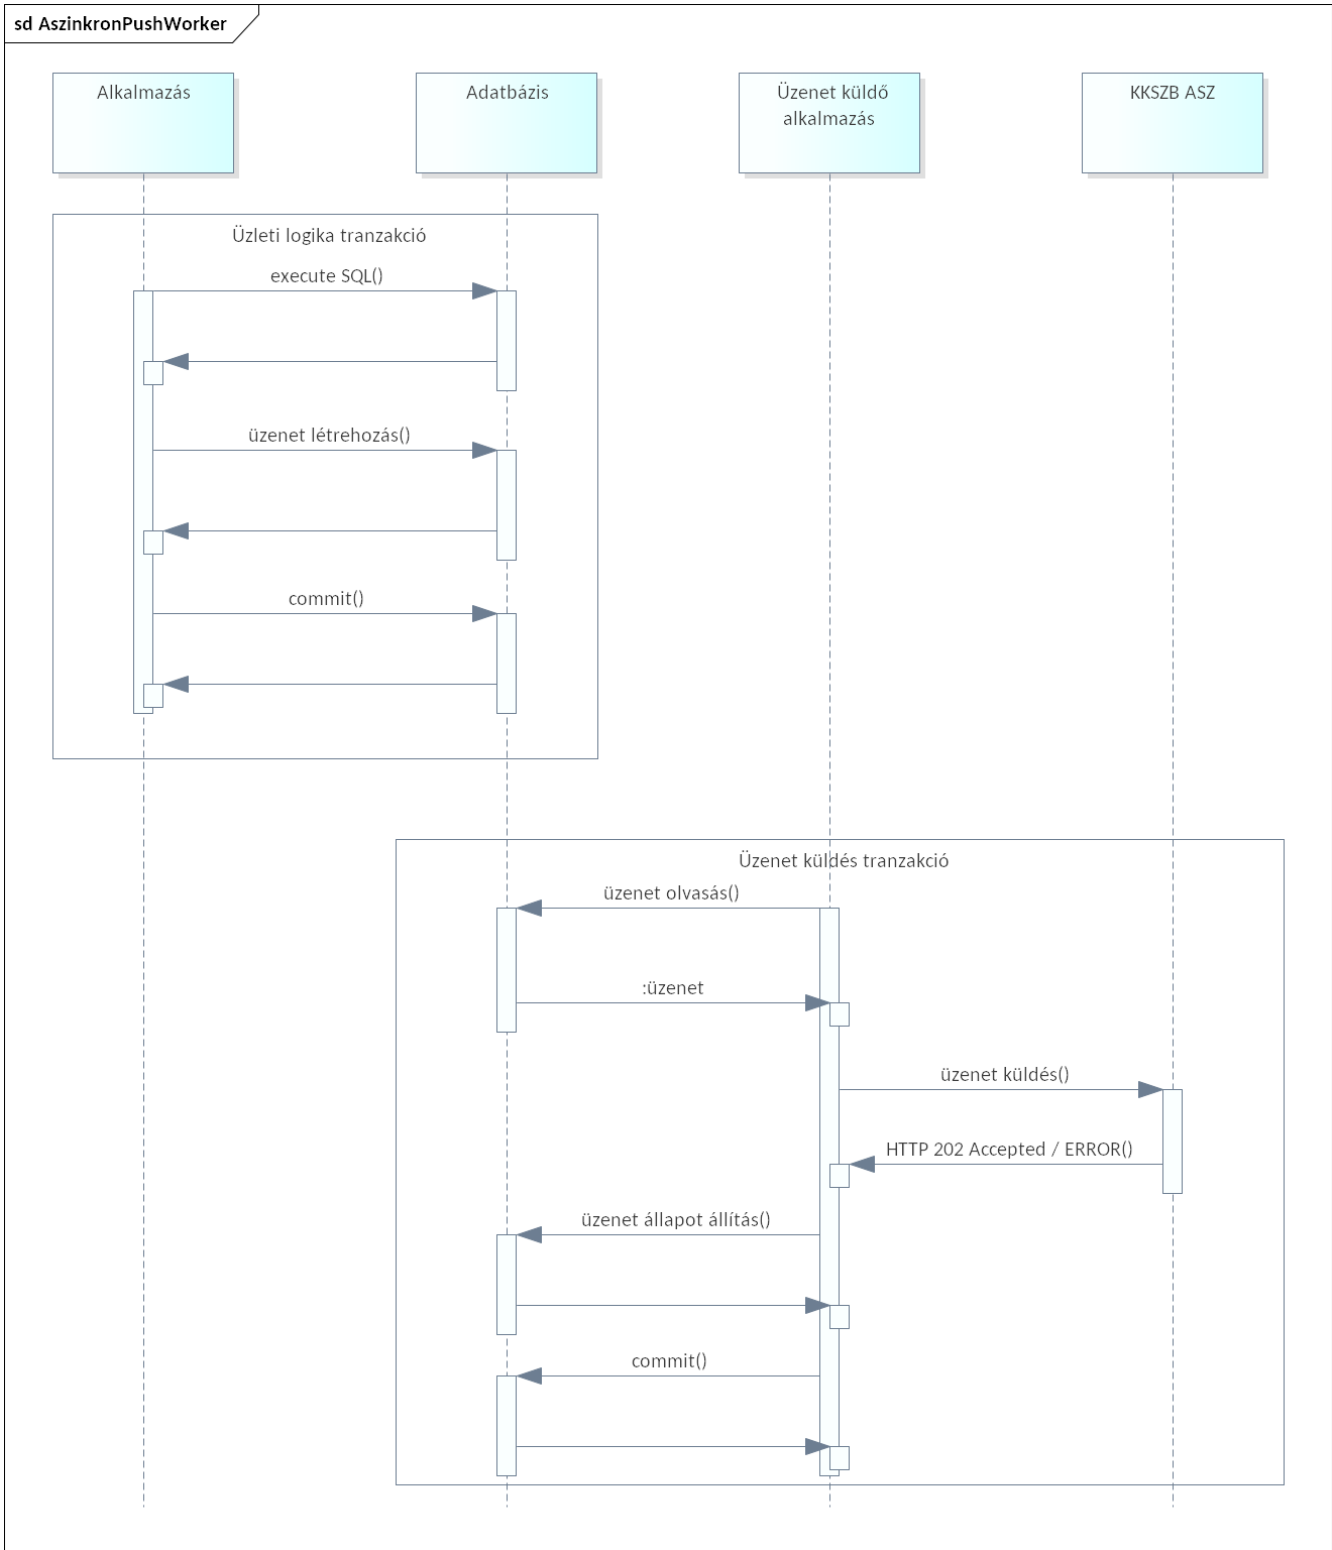 sd AszinkronPushWorker
Alkalmazás
Adatbázis
Üzenet küldő
alkalmazás
KKSZB ASZ
Üzleti logika tranzakció
execute SQL()
üzenet létrehozás()
commit()
Üzenet küldés tranzakció
üzenet olvasás()
:üzenet
üzenet küldés()
HTTP 202 Accepted / ERROR()
üzenet állapot állítás()
commit()